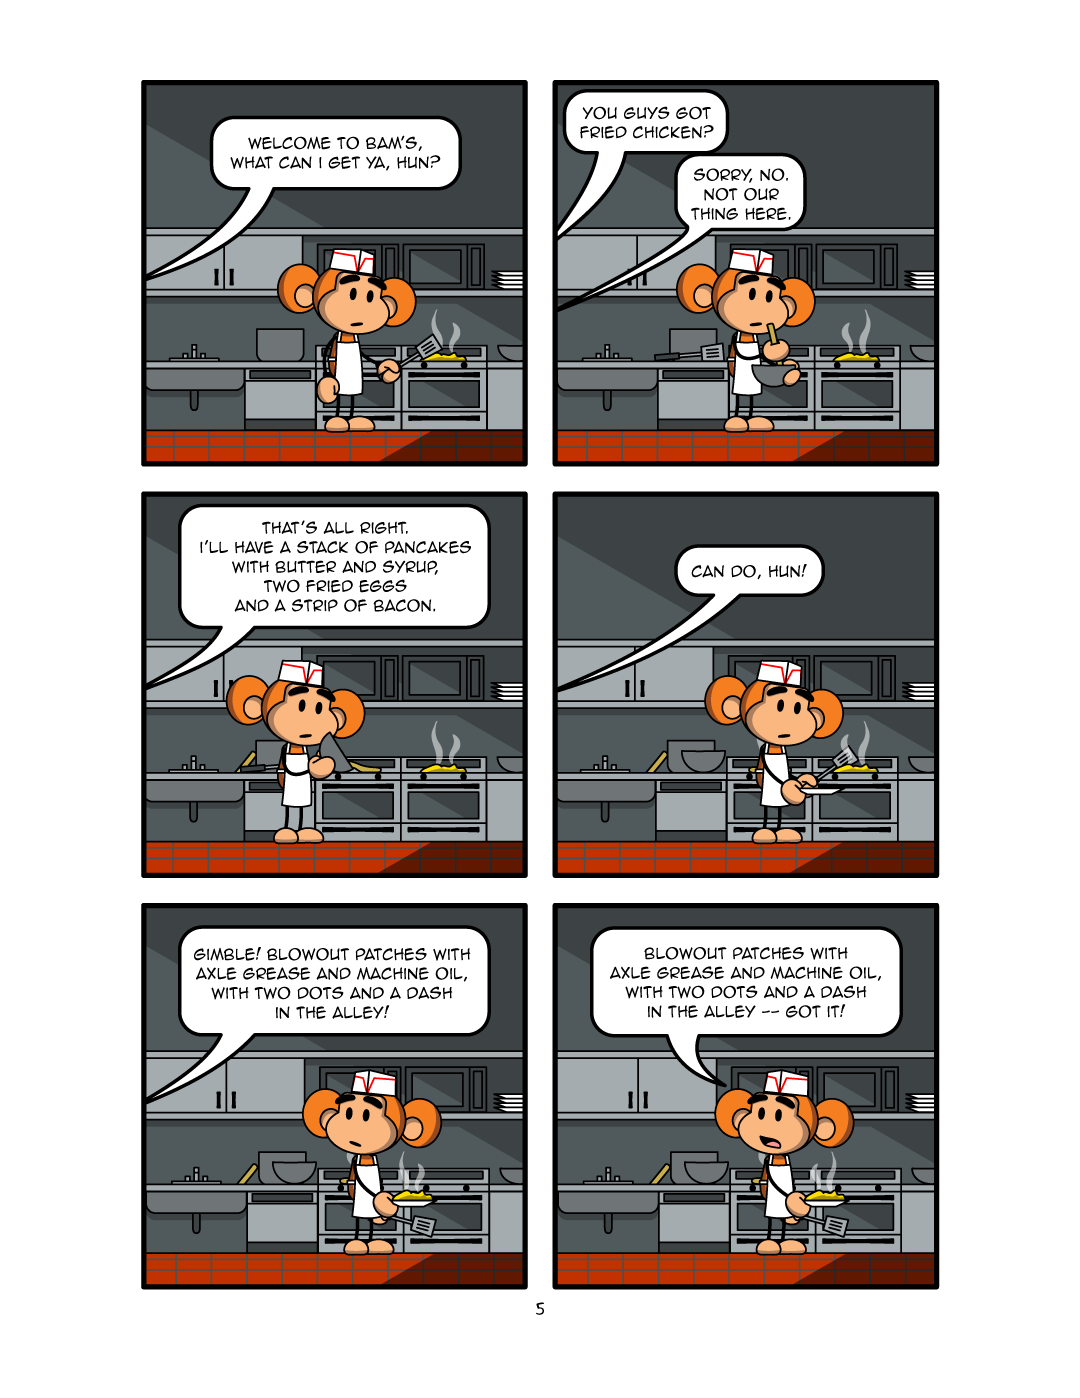 WELCOME TO BAM'S,
WHAT CAN I GET YA, HUN?
YOU GUYS GOT
FRIED CHICKEN?
SORRY, NO.
NOT OUR
THING HERE.
THAT'S ALL RIGHT.
I'LL HAVE A STACK OF PANCAKES
WITH BUTTER AND SYRUP,
TWO FRIED EGGS
AND A STRIP OF BACON.
CAN DO, HUN!
GIMBLE! BLOWOUT PATCHES WITH
AXLE GREASE AND MACHINE OIL,
WITH TWO DOTS AND A DASH
IN THE ALLEY!
BLOWOUT PATCHES WITH
AXLE GREASE AND MACHINE OIL,
WITH TWO DOTS AND A DASH
IN THE ALLEY -- GOT IT!
5